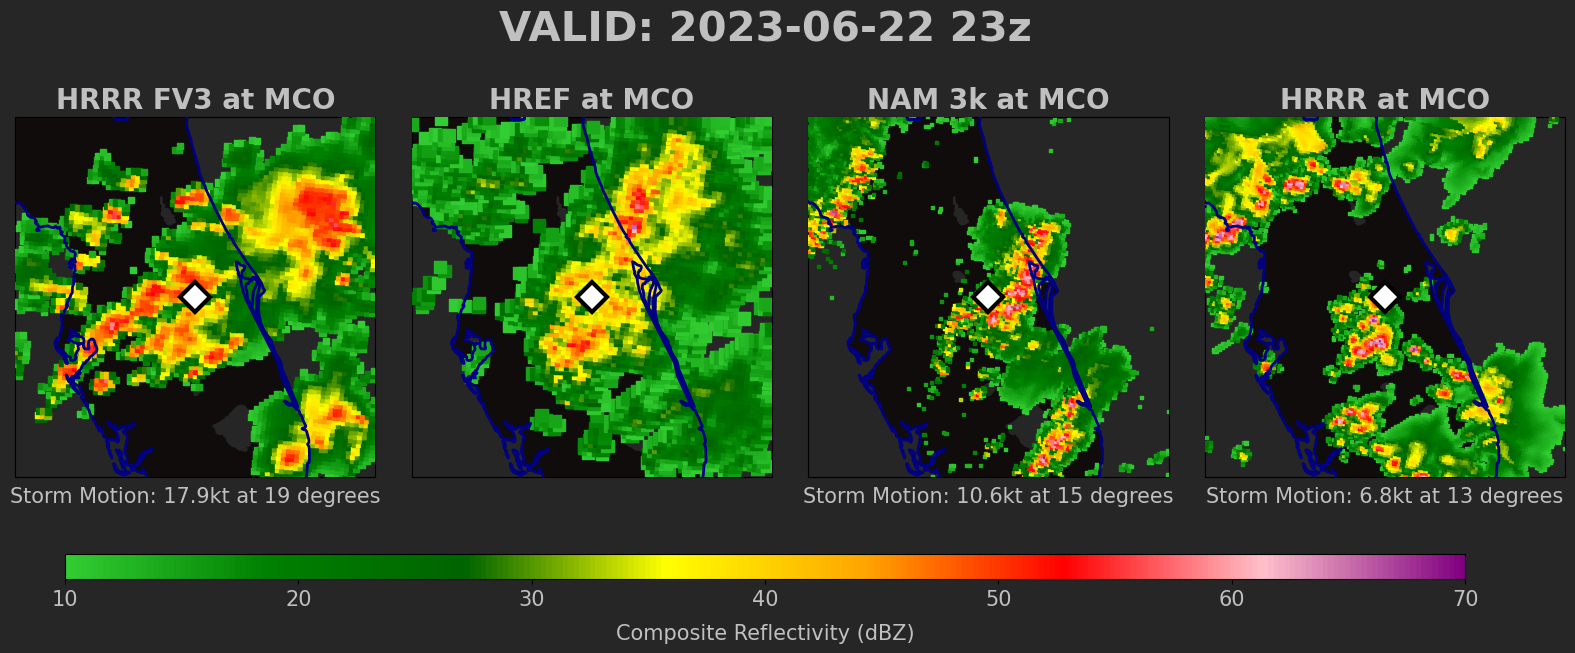 VALID: 2023-06-22 23z
HRRR FV3 at MCO
HREF at MCO
NAM 3k at MCO
HRRR at MCO
Storm Motion: 17.9kt at 19 degrees
Storm Motion: 10.6kt at 15 degrees
Storm Motion: 6.8kt at 13 degrees
10 20 30 40 50 60 70
Composite Reflectivity (dBZ)